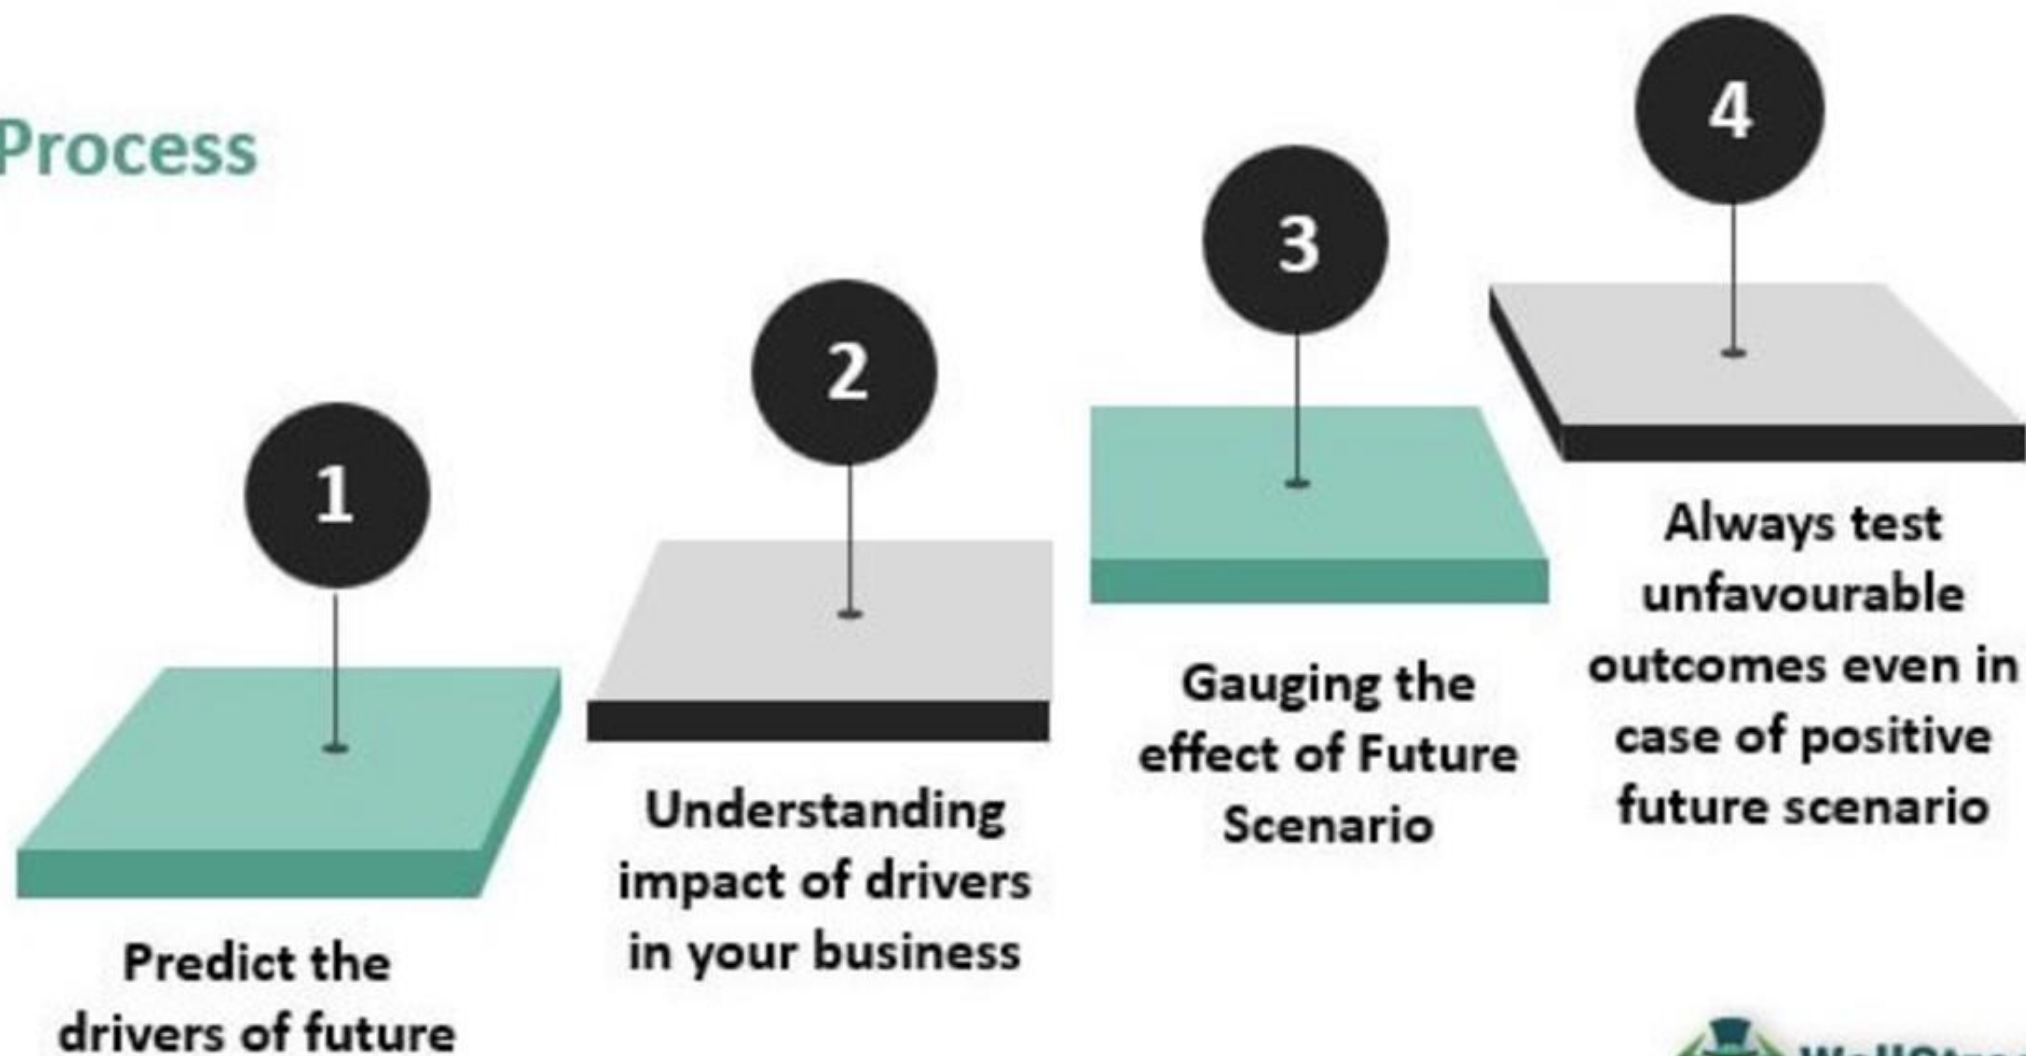 Process
1
Predict the
drivers of future
2
Understanding
impact of drivers
in your business
3
Gauging the
effect of Future
Scenario
4
Always test
unfavourable
outcomes even in
case of positive
future scenario